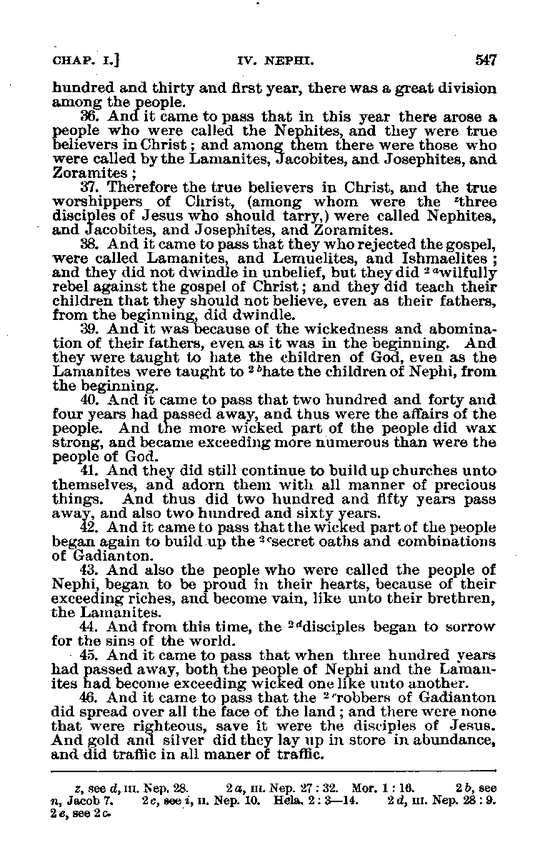 CHAP. I.] IV. NEPHI. 547
hundred and thirty and first year, there was a great division
among the people.
36. And it came to pass that in this year there arose a
people who were called the Nephites, and they were true
believers in Christ; and among them there were those who
were called by the Lamanites, Jacobites, and Josephites, and
Zoramites;
37. Therefore the true believers in Christ, and the true
worshippers of Christ, (among whom were the ᶻthree
disciples of Jesus who should tarry,) were called Nephites,
and Jacobites, and Josephites, and Zoramites.
38. And it came to pass that they who rejected the gospel,
were called Lamanites, and Lemuelites, and Ishmaelites;
and they did not dwindle in unbelief, but they did ²ᵃwilfully
rebel against the gospel of Christ; and they did teach their
children that they should not believe, even as their fathers,
from the beginning, did dwindle.
39. And it was because of the wickedness and abomina-
tion of their fathers, even as it was in the beginning. And
they were taught to hate the children of God, even as the
Lamanites were taught to ²ᵇhate the children of Nephi, from
the beginning.
40. And it came to pass that two hundred and forty and
four years had passed away, and thus were the affairs of the
people. And the more wicked part of the people did wax
strong, and became exceeding more numerous than were the
people of God.
41. And they did still continue to build up churches unto
themselves, and adorn them with all manner of precious
things. And thus did two hundred and fifty years pass
away, and also two hundred and sixty years.
42. And it came to pass that the wicked part of the people
began again to build up the ²ᶜsecret oaths and combinations
of Gadianton.
43. And also the people who were called the people of
Nephi, began to be proud in their hearts, because of their
exceeding riches, and become vain, like unto their brethren,
the Lamanites.
44. And from this time, the ²ᵈdisciples began to sorrow
for the sins of the world.
45. And it came to pass that when three hundred years
had passed away, both the people of Nephi and the Laman-
ites had become exceeding wicked one like unto another.
46. And it came to pass that the ²ᵉrobbers of Gadianton
did spread over all the face of the land; and there were none
that were righteous, save it were the disciples of Jesus.
And gold and silver did they lay up in store in abundance,
and did traffic in all maner of traffic.
z, see d, III. Nep. 28. 2a, III. Nep. 27:32. Mor. 1:16. 2b, see
n, Jacob 7. 2c, see i, II. Nep. 10. Hela. 2:3—14. 2d, III. Nep. 28:9.
2e, see 2c.